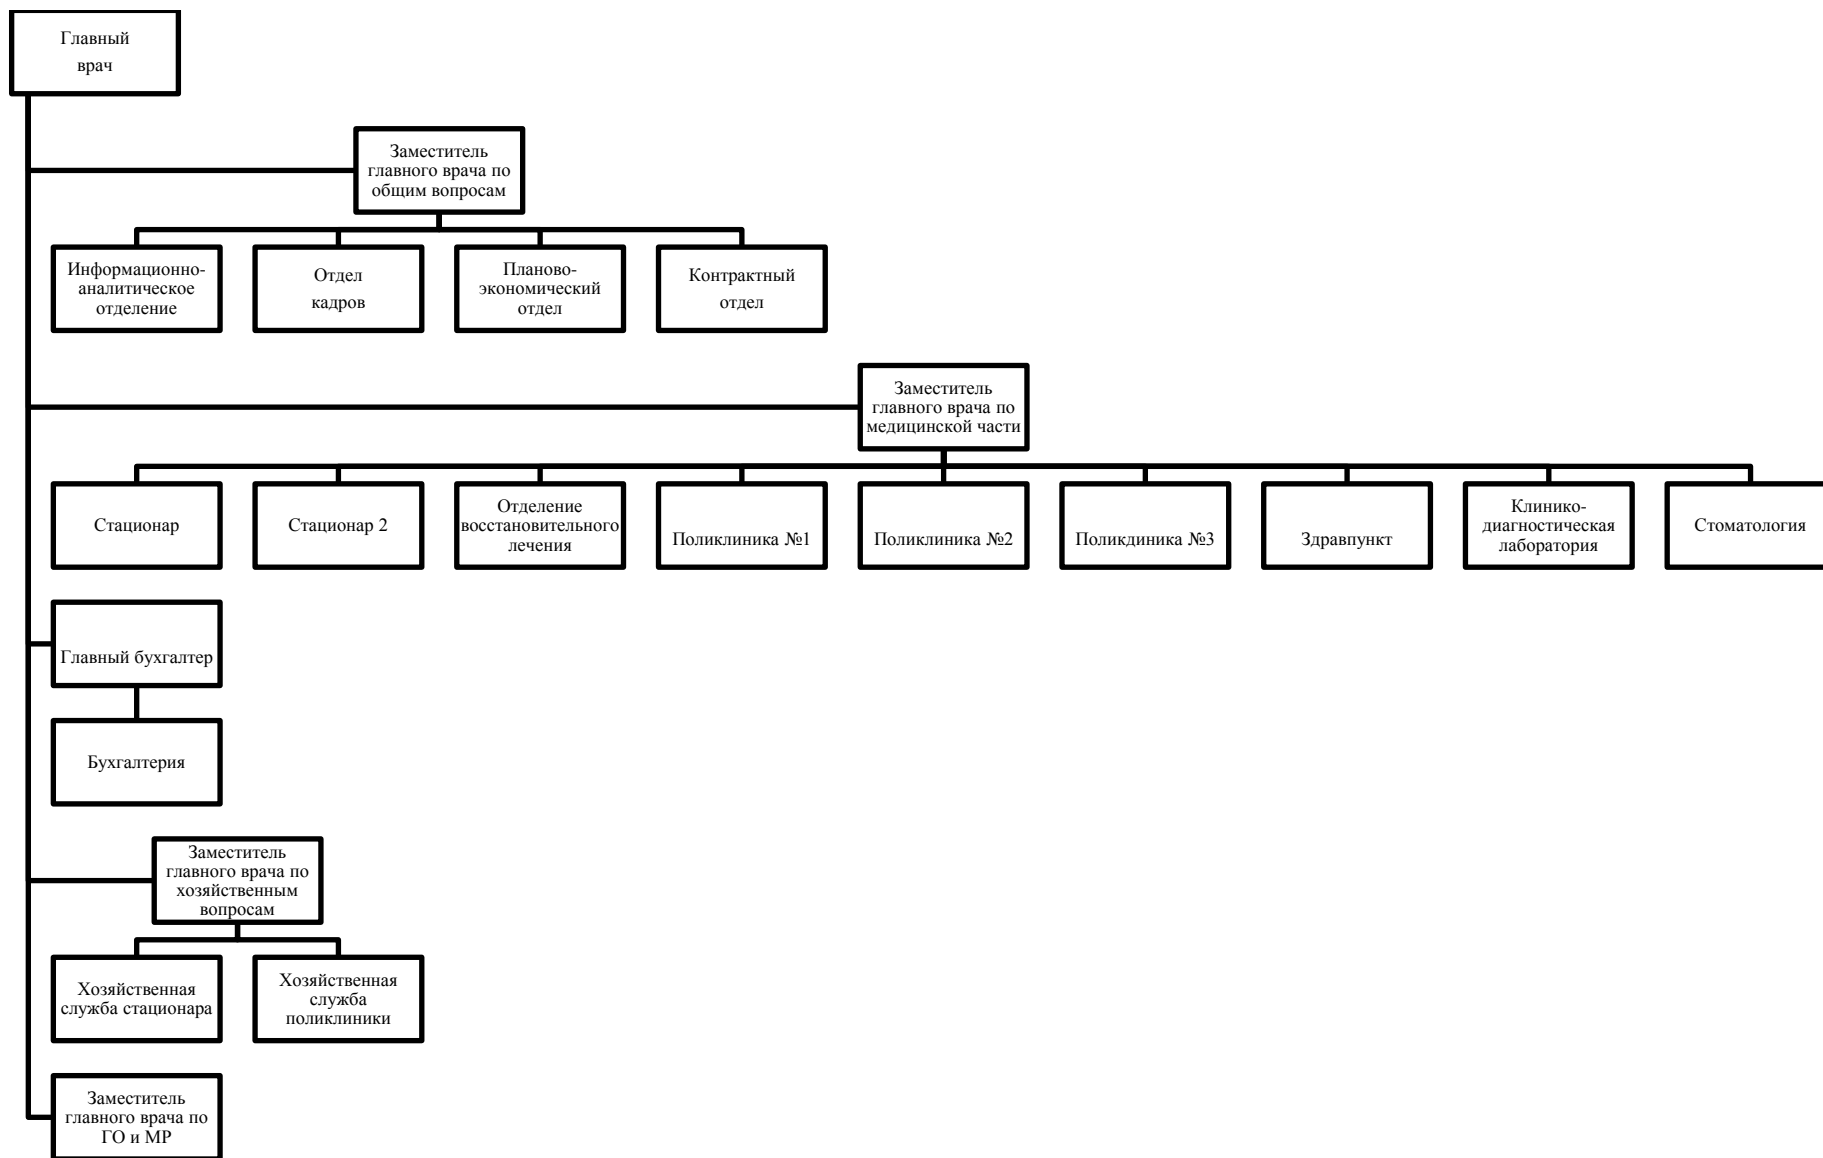 Главный
врач
Заместитель
главного врача по
общим вопросам
Информационно-
аналитическое
отделение
Отдел
кадров
Планово-
экономический
отдел
Контрактный
отдел
Заместитель
главного врача по
медицинской части
Стационар
Стационар 2
Отделение
восстановительного
лечения
Поликлиника №1
Поликлиника №2
Поликдиника №3
Здравпункт
Клинико-
диагностическая
лаборатория
Стоматология
Главный бухгалтер
Бухгалтерия
Заместитель
главного врача по
хозяйственным
вопросам
Хозяйственная
служба стационара
Хозяйственная
служба
поликлиники
Заместитель
главного врача по
ГО и МР